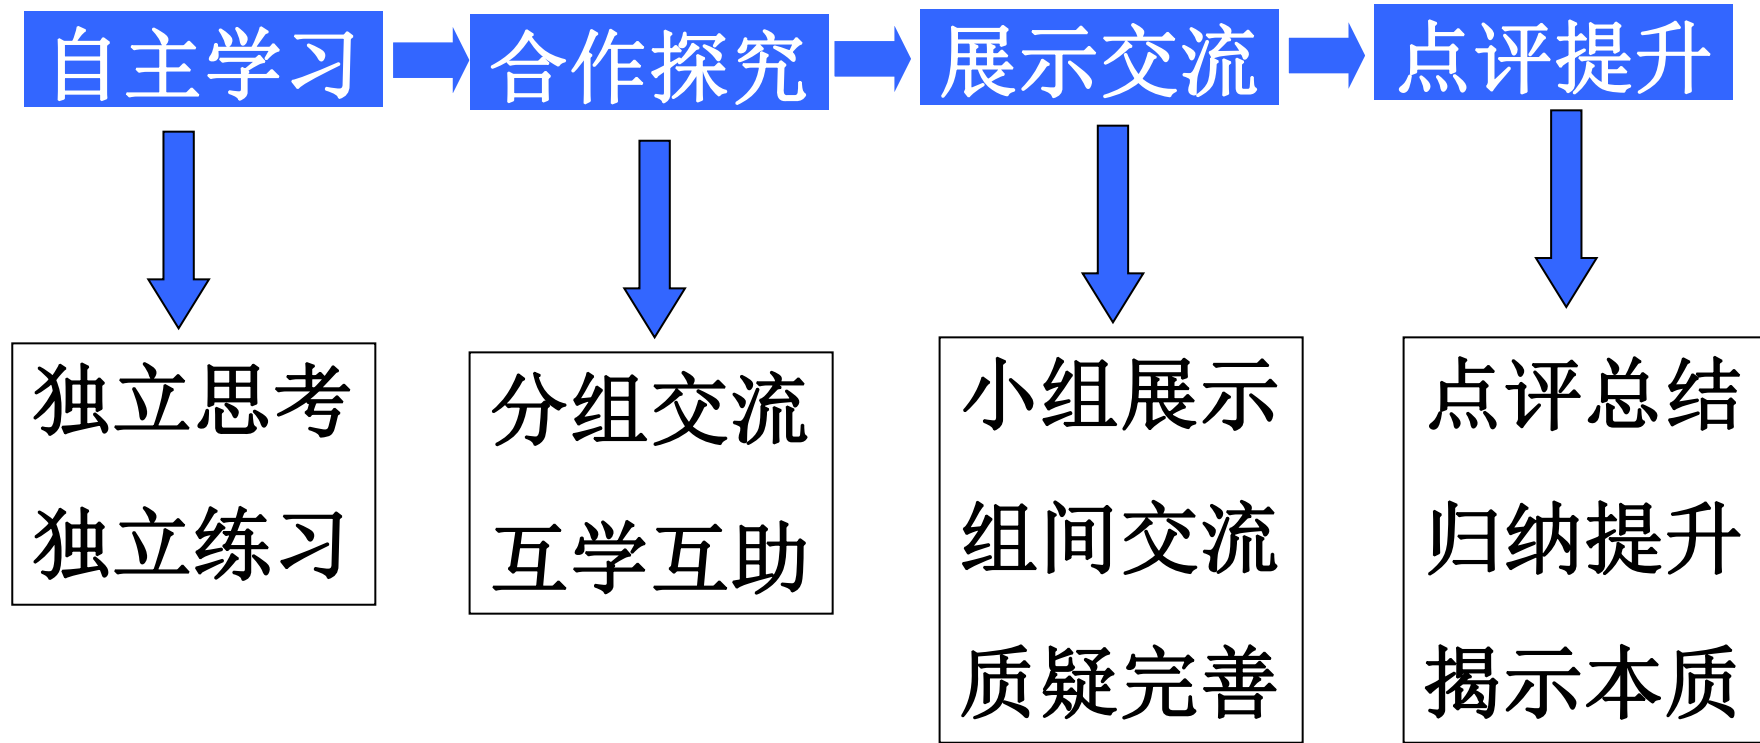 自主学习
合作探究
展示交流
点评提升
独立思考
独立练习
分组交流
互学互助
小组展示
组间交流
质疑完善
点评总结
归纳提升
揭示本质